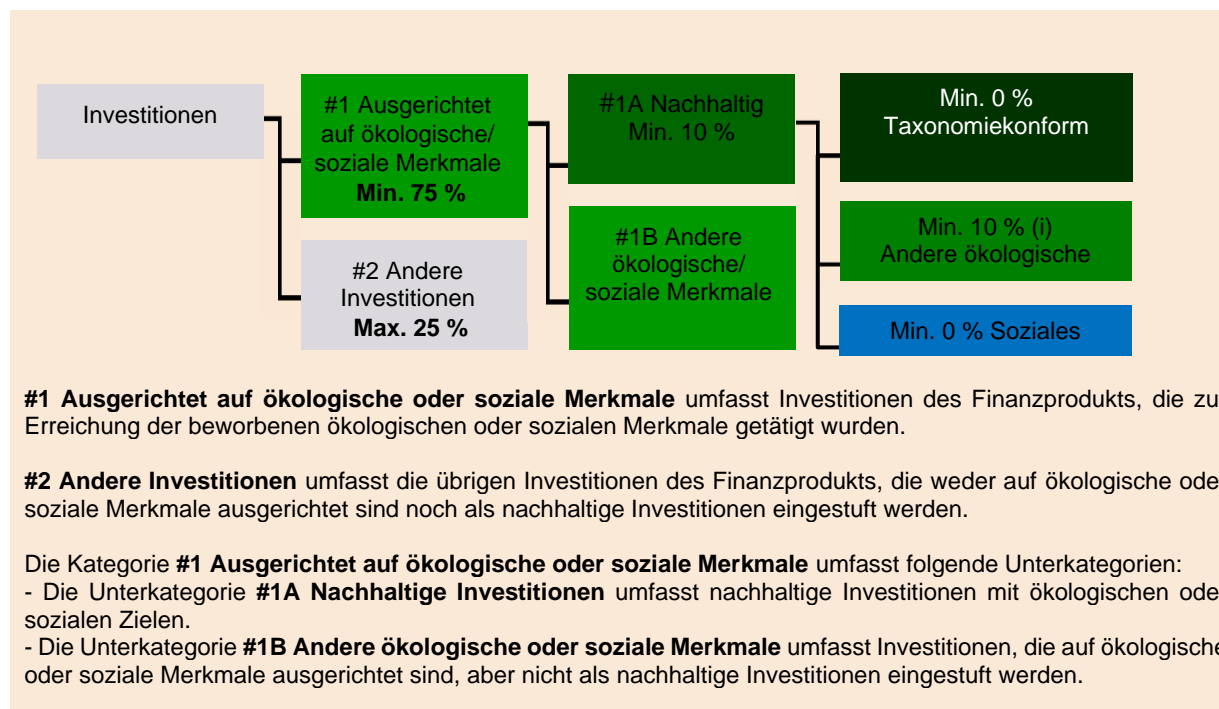 Investitionen
#1 Ausgerichtet
auf ökologische/
soziale Merkmale
Min. 75 %
#2 Andere
Investitionen
Max. 25 %
#1A Nachhaltig
Min. 10 %
#1B Andere
ökologische/
soziale Merkmale
Min. 0 %
Taxonomiekonform
Min. 10 % (i)
Andere ökologische
Min. 0 % Soziales
#1 Ausgerichtet auf ökologische oder soziale Merkmale umfasst Investitionen des Finanzprodukts, die zu
Erreichung der beworbenen ökologischen oder sozialen Merkmale getätigt wurden.
#2 Andere Investitionen umfasst die übrigen Investitionen des Finanzprodukts, die weder auf ökologische ode
soziale Merkmale ausgerichtet sind noch als nachhaltige Investitionen eingestuft werden.
Die Kategorie #1 Ausgerichtet auf ökologische oder soziale Merkmale umfasst folgende Unterkategorien:
- Die Unterkategorie #1A Nachhaltige Investitionen umfasst nachhaltige Investitionen mit ökologischen ode
sozialen Zielen.
- Die Unterkategorie #1B Andere ökologische oder soziale Merkmale umfasst Investitionen, die auf ökologische
oder soziale Merkmale ausgerichtet sind, aber nicht als nachhaltige Investitionen eingestuft werden.